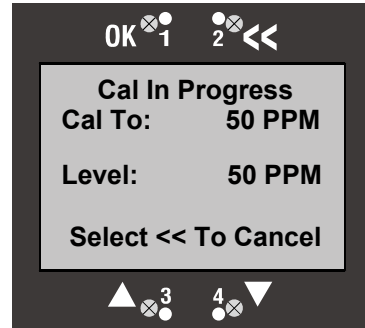 OK 1 2 <<
Cal In Progress
Cal To: 50 PPM
Level: 50 PPM
Select << To Cancel
3 4